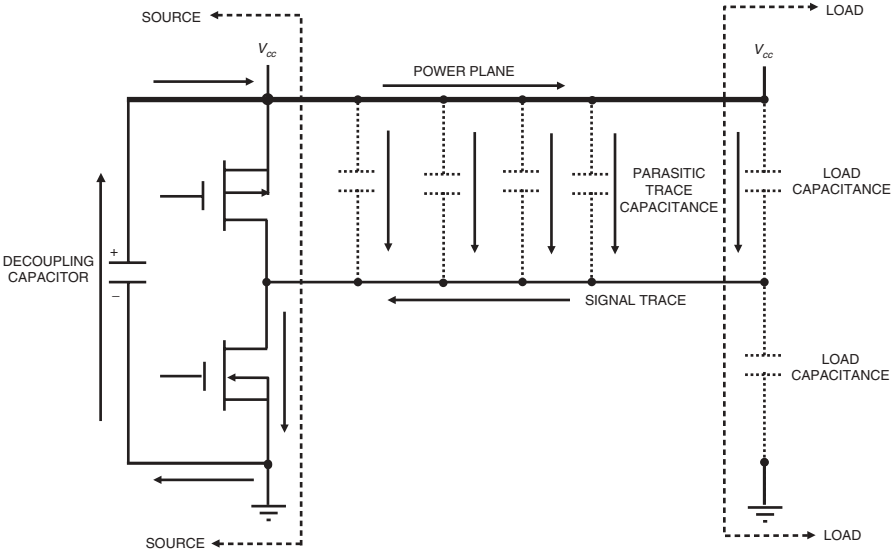 SOURCE
LOAD
Vcc
Vcc
POWER PLANE
PARASITIC
TRACE
CAPACITANCE
LOAD
CAPACITANCE
DECOUPLING
CAPACITOR
+
–
SIGNAL TRACE
LOAD
CAPACITANCE
SOURCE
LOAD